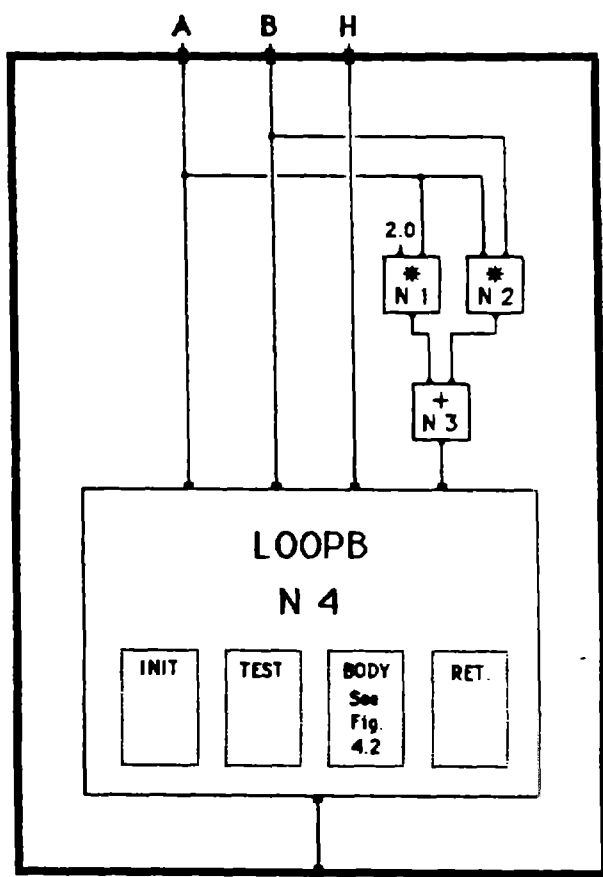 A B H
2.0
* *
N 1 N 2
+
N 3
LOOPB
N 4
INIT TEST BODY RET.
See
Fig.
4.2